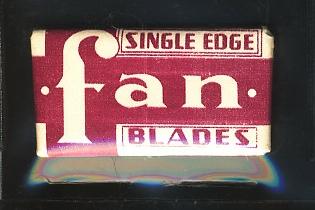 SINGLE EDGE
· fan ·
BLADES